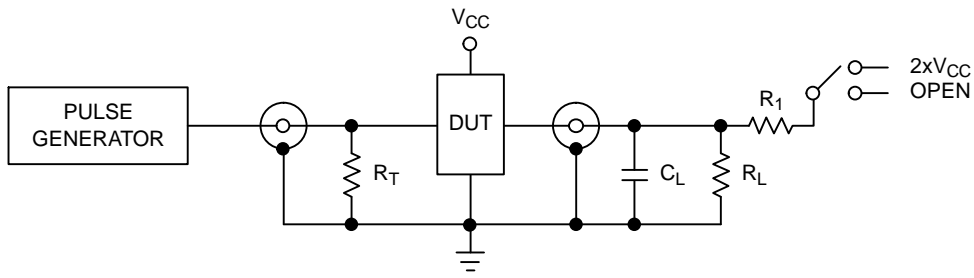 V_CC
2xV_CC
OPEN
R_1
PULSE
GENERATOR
DUT
R_T
C_L
R_L